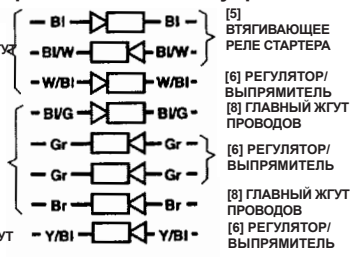 Bl Bl
Bl/W Bl/W
W/Bl W/Bl
Bl/G Bl/G
Gr Gr
Gr Gr
Br Br
Y/Bl Y/Bl
[5]
ВТЯГИВАЮЩЕЕ
РЕЛЕ СТАРТЕРА
[6] РЕГУЛЯТОР/
ВЫПРЯМИТЕЛЬ
[8] ГЛАВНЫЙ ЖГУТ
ПРОВОДОВ
[6] РЕГУЛЯТОР/
ВЫПРЯМИТЕЛЬ
[8] ГЛАВНЫЙ ЖГУТ
ПРОВОДОВ
[6] РЕГУЛЯТОР/
ВЫПРЯМИТЕЛЬ